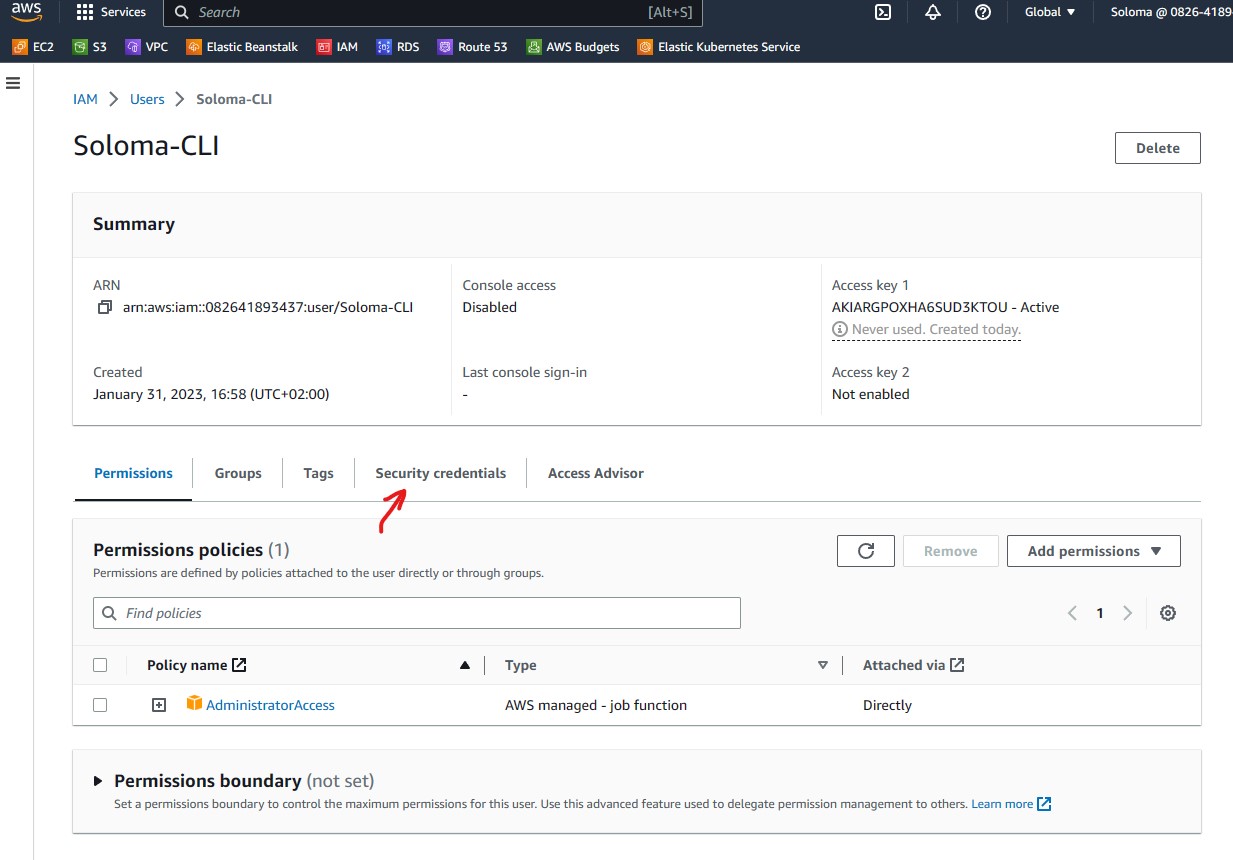 aws Services Search [Alt+S] Global Soloma @ 0826-4189
EC2 S3 VPC Elastic Beanstalk IAM RDS Route 53 AWS Budgets Elastic Kubernetes Service
IAM Users Soloma-CLI
Soloma-CLI Delete
Summary
ARN Console access Access key 1
arn:aws:iam::082641893437:user/Soloma-CLI Disabled AKIARGPOXHA6SUD3KTOU - Active
Never used. Created today.
Created Last console sign-in Access key 2
January 31, 2023, 16:58 (UTC+02:00) - Not enabled
Permissions Groups Tags Security credentials Access Advisor
Permissions policies (1) Remove Add permissions
Permissions are defined by policies attached to the user directly or through groups.
Find policies 1
Policy name Type Attached via
AdministratorAccess AWS managed - job function Directly
Permissions boundary (not set)
Set a permissions boundary to control the maximum permissions for this user. Use this advanced feature used to delegate permission management to others. Learn more